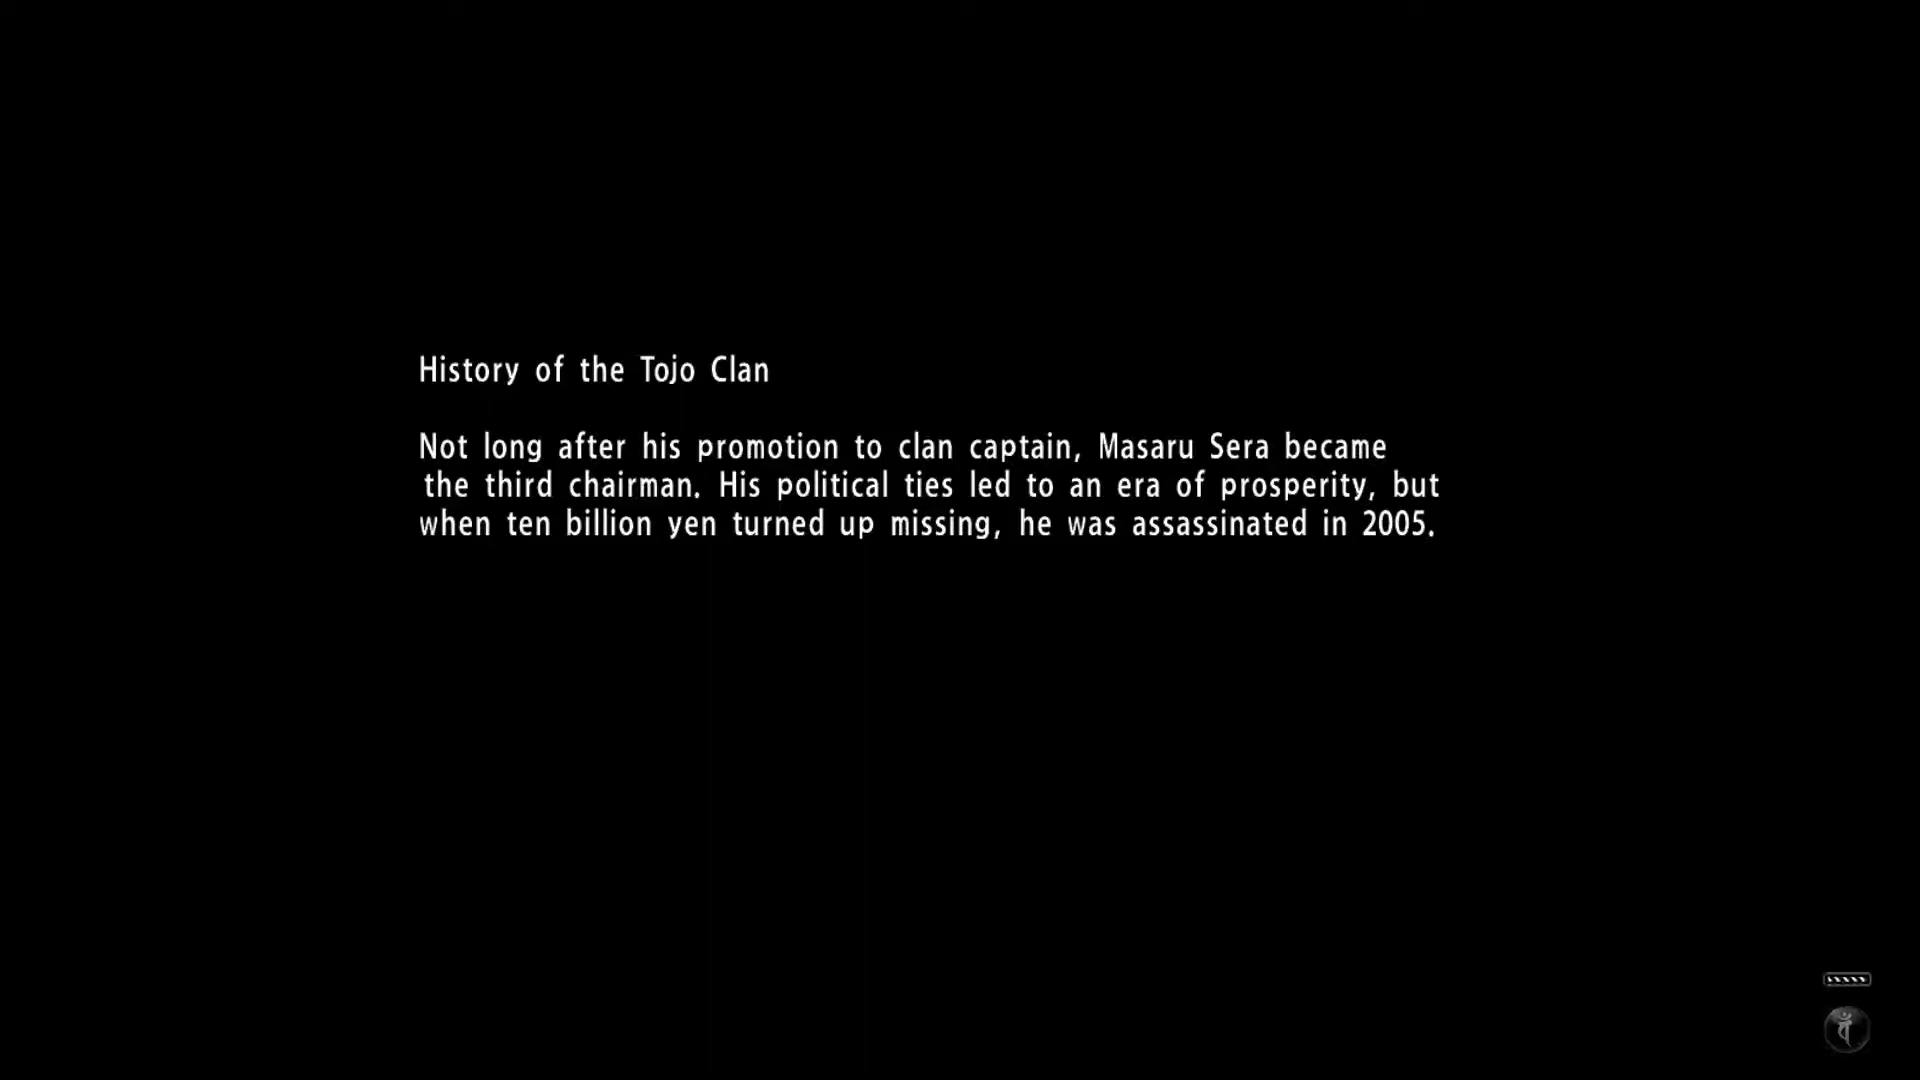 History of the Tojo Clan
Not long after his promotion to clan captain, Masaru Sera became
the third chairman. His political ties led to an era of prosperity, but
when ten billion yen turned up missing, he was assassinated in 2005.